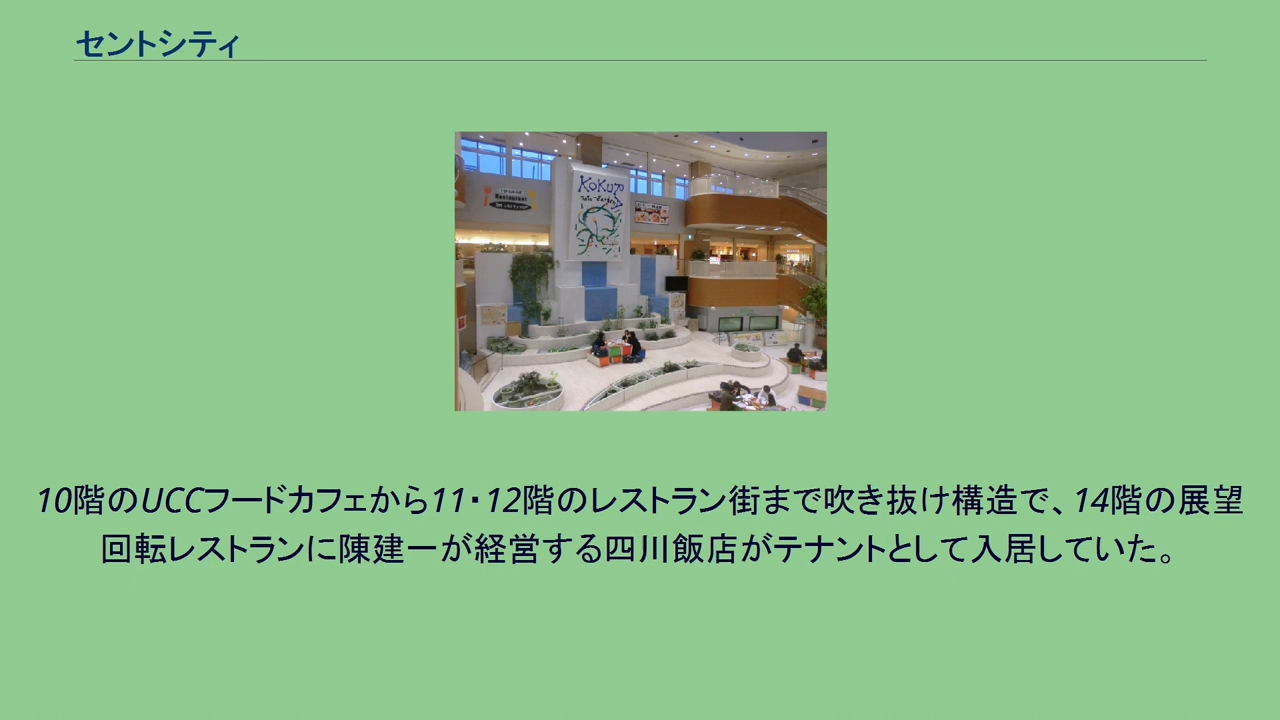 セントシティ
KOKURA
Restaurant
10階のUCCフードカフェから11・12階のレストラン街まで吹き抜け構造で、14階の展望
回転レストランに陳建一が経営する四川飯店がテナントとして入居していた。